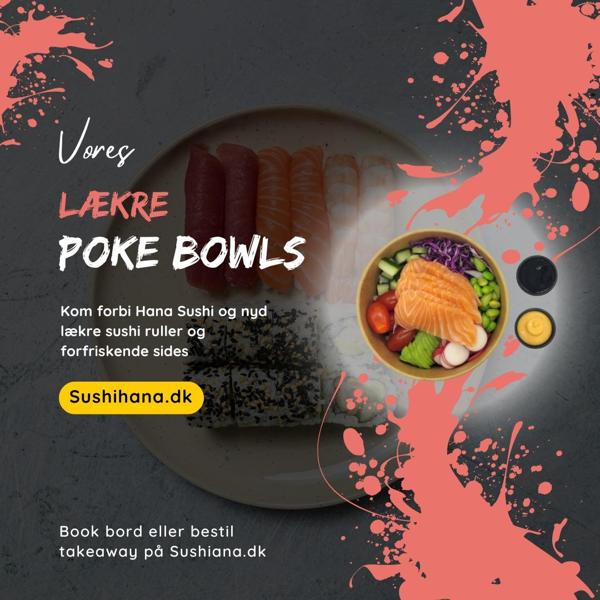 Vores
LÆKRE
POKE BOWLS
Kom forbi Hana Sushi og nyd
lækre sushi ruller og
forfriskende sides
Sushihana.dk
Book bord eller bestil
takeaway på Sushiana.dk